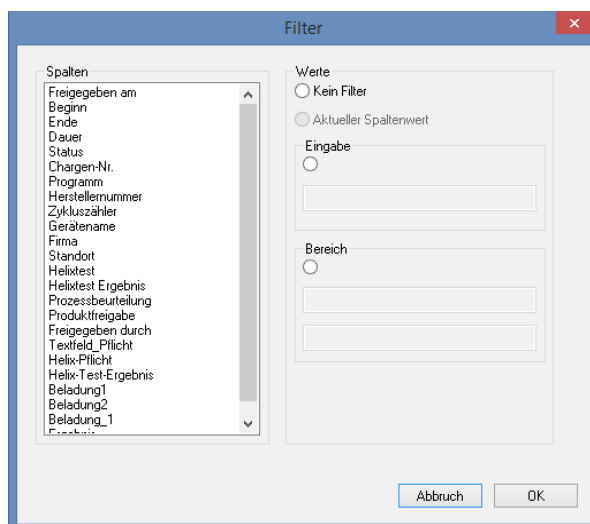 Filter
Spalten
Freigegeben am
Beginn
Ende
Dauer
Status
Chargen-Nr.
Programm
Herstellernummer
Zykluszähler
Gerätename
Firma
Standort
Helixtest
Helixtest Ergebnis
Prozessbeurteilung
Produktfreigabe
Freigegeben durch
Textfeld_Pflicht
Helix-Pflicht
Helix-Test-Ergebnis
Beladung1
Beladung2
Beladung_1
Werte
Kein Filter
Aktueller Spaltenwert
Eingabe
Bereich
Abbruch
OK